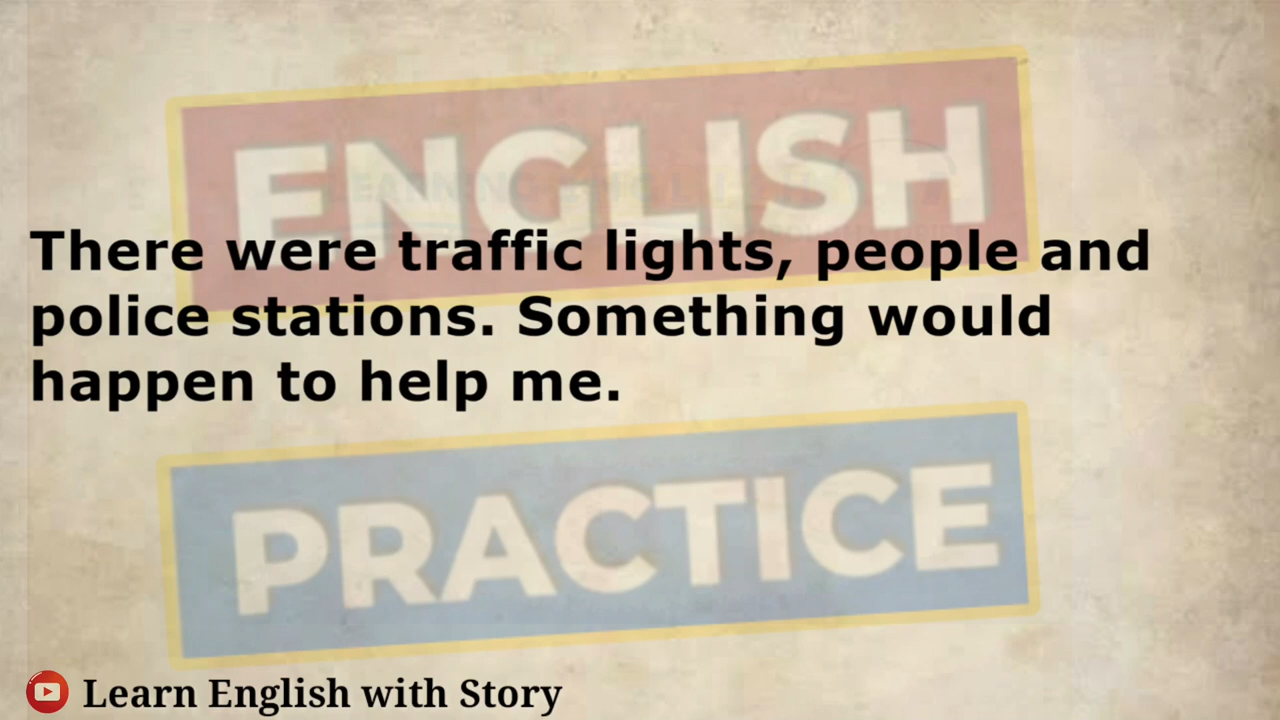 ENGLISH
There were traffic lights, people and
police stations. Something would
happen to help me.
PRACTICE
Learn English with Story